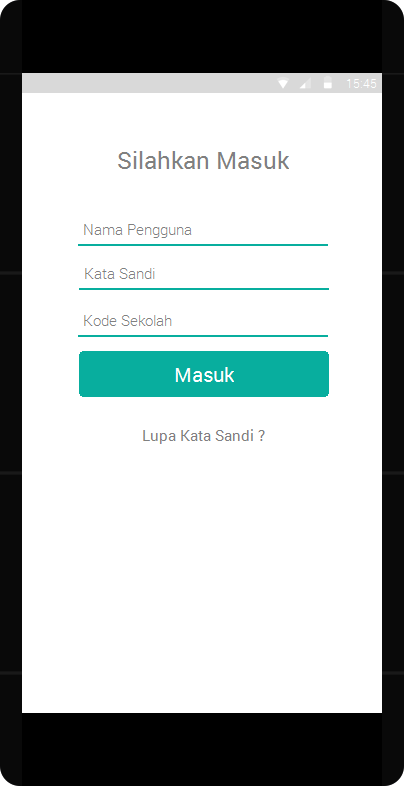 15:45
Silahkan Masuk
Nama Pengguna
Kata Sandi
Kode Sekolah
Masuk
Lupa Kata Sandi ?